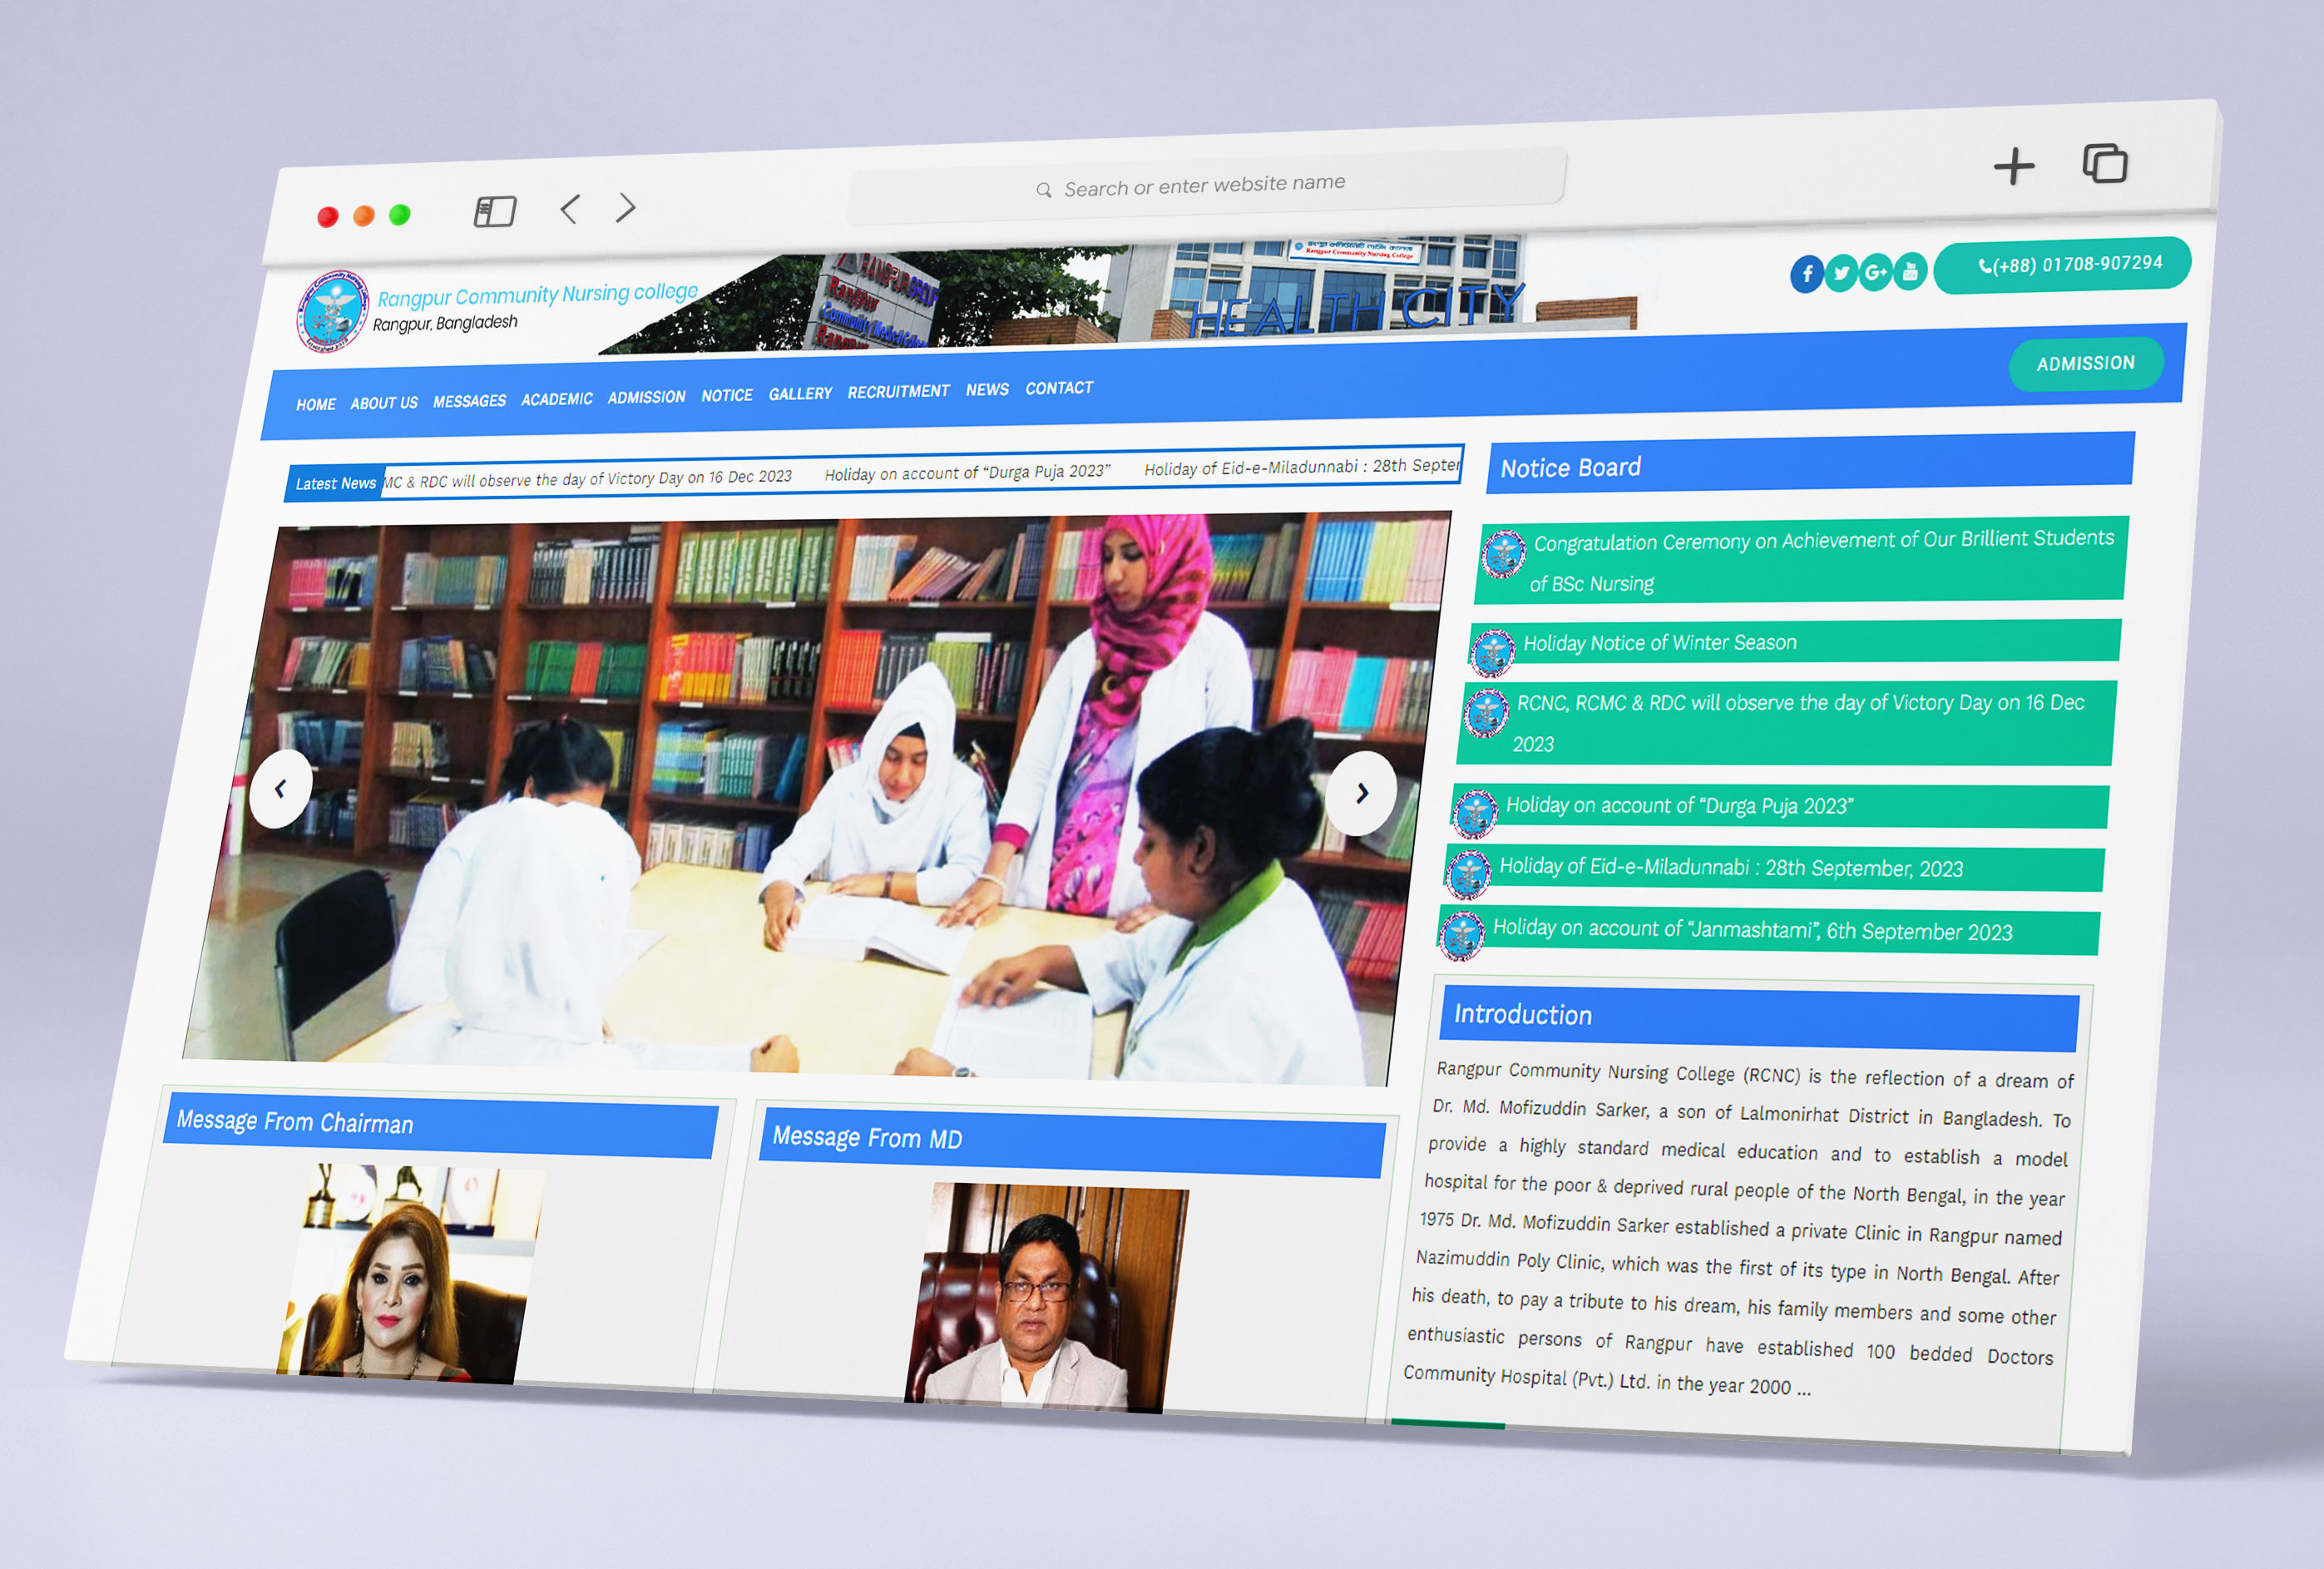 Search or enter website name
Rangpur Community Nursing college
Rangpur, Bangladesh
RANGPUR GROUP
Rangpur
Community Medical College
Rangpur
Rangpur Community Nursing College
HEALTH CITY
(+88) 01708-907294
HOME ABOUT US MESSAGES ACADEMIC ADMISSION NOTICE GALLERY RECRUITMENT NEWS CONTACT
ADMISSION
Latest News MC & RDC will observe the day of Victory Day on 16 Dec 2023 Holiday on account of “Durga Puja 2023” Holiday of Eid-e-Miladunnabi : 28th Septer
Notice Board
Congratulation Ceremony on Achievement of Our Brillient Students
of BSc Nursing
Holiday Notice of Winter Season
RCNC, RCMC & RDC will observe the day of Victory Day on 16 Dec
2023
Holiday on account of “Durga Puja 2023”
Holiday of Eid-e-Miladunnabi : 28th September, 2023
Holiday on account of “Janmashtami”, 6th September 2023
Introduction
Rangpur Community Nursing College (RCNC) is the reflection of a dream of
Dr. Md. Mofizuddin Sarker, a son of Lalmonirhat District in Bangladesh. To
provide a highly standard medical education and to establish a model
hospital for the poor & deprived rural people of the North Bengal, in the year
1975 Dr. Md. Mofizuddin Sarker established a private Clinic in Rangpur named
Nazimuddin Poly Clinic, which was the first of its type in North Bengal. After
his death, to pay a tribute to his dream, his family members and some other
enthusiastic persons of Rangpur have established 100 bedded Doctors
Community Hospital (Pvt.) Ltd. in the year 2000 ...
Message From Chairman
Message From MD